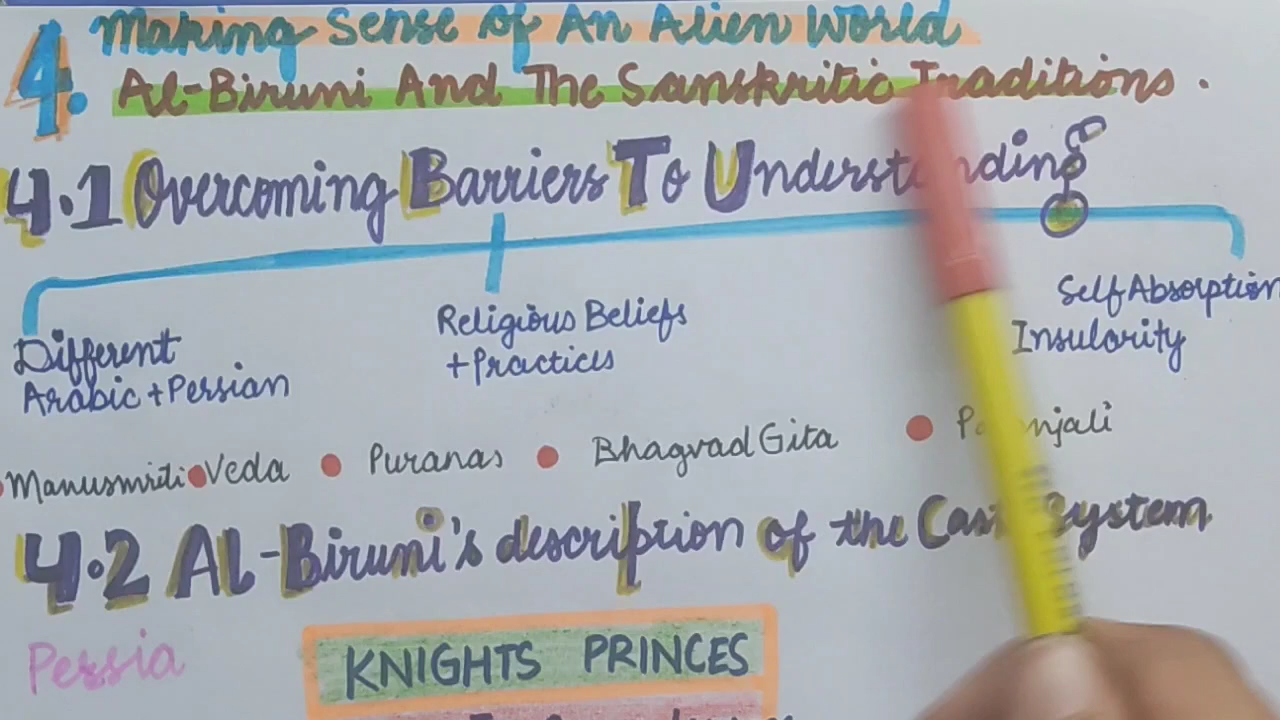 4. Making Sense of An Alien World
Al-Biruni And The Sanskritic Traditions.
4.1 Overcoming Barriers To Understanding
Different
Arabic + Persian
Religious Beliefs
+ Practices
Self Absorption
Insularity
Manusmriti • Veda • Puranas • Bhagvad Gita •
4.2 Al-Biruni's description of the System
Persia
KNIGHTS PRINCES